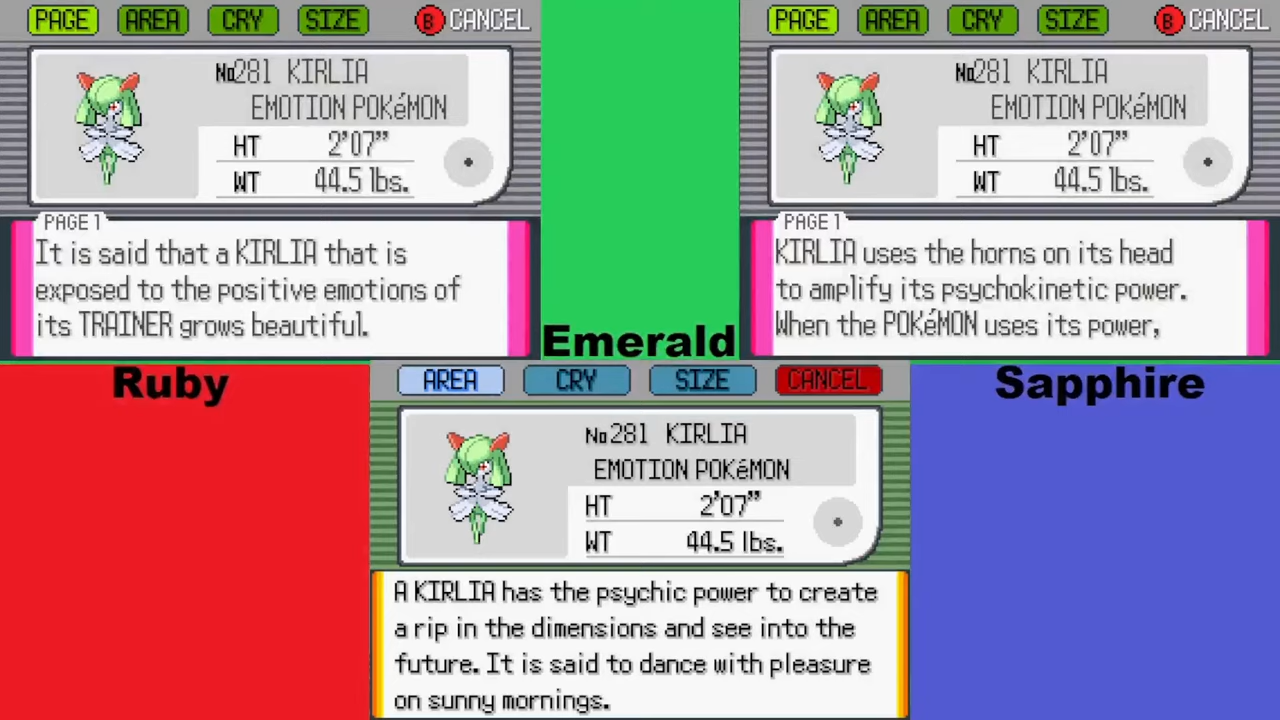 PAGE AREA CRY SIZE B CANCEL
No281 KIRLIA
EMOTION POKéMON
HT 2'07"
WT 44.5 lbs.
PAGE 1
It is said that a KIRLIA that is
exposed to the positive emotions of
its TRAINER grows beautiful.
PAGE AREA CRY SIZE B CANCEL
No281 KIRLIA
EMOTION POKéMON
HT 2'07"
WT 44.5 lbs.
PAGE 1
KIRLIA uses the horns on its head
to amplify its psychokinetic power.
When the POKéMON uses its power,
Emerald
Ruby
Sapphire
AREA CRY SIZE CANCEL
No281 KIRLIA
EMOTION POKéMON
HT 2'07"
WT 44.5 lbs.
A KIRLIA has the psychic power to create
a rip in the dimensions and see into the
future. It is said to dance with pleasure
on sunny mornings.